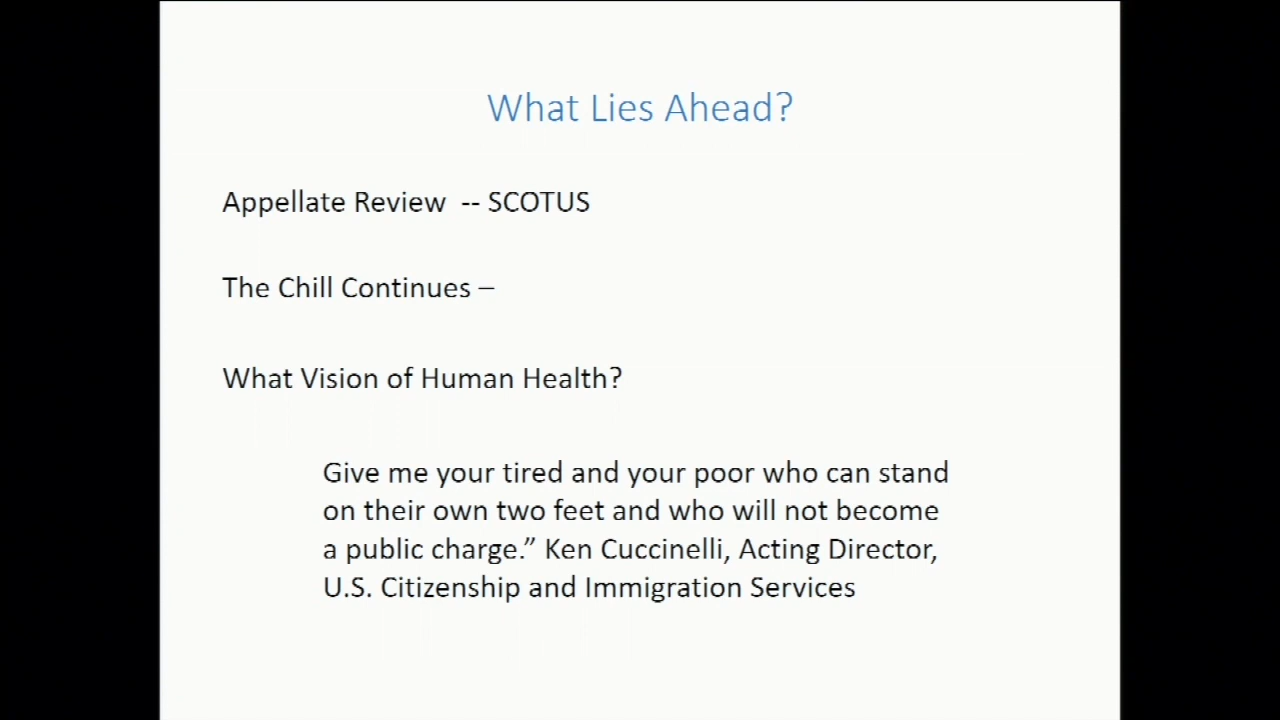 What Lies Ahead?
Appellate Review -- SCOTUS
The Chill Continues –
What Vision of Human Health?
Give me your tired and your poor who can stand
on their own two feet and who will not become
a public charge.” Ken Cuccinelli, Acting Director,
U.S. Citizenship and Immigration Services